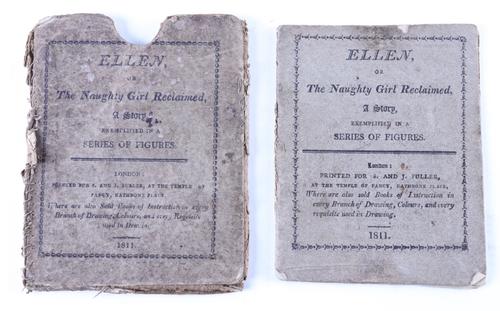 ELLEN,
OR
The Naughty Girl Reclaimed,
A Story,
EXEMPLIFIED IN A
SERIES OF FIGURES.
LONDON:
PRINTED FOR S. AND J. FULLER, AT THE TEMPLE OF
FANCY, RATHBONE PLACE,
Where are also Sold Books of Instruction in every
Branch of Drawing, Colours, and every Requisite
used in Drawing.
1811.
ELLEN,
OR
The Naughty Girl Reclaimed,
A Story,
EXEMPLIFIED IN A
SERIES OF FIGURES.
London:
PRINTED FOR S. AND J. FULLER,
AT THE TEMPLE OF FANCY, RATHBONE PLACE,
Where are also sold Books of Instruction in
every Branch of Drawing, Colours, and every
requisite used in Drawing.
1811.